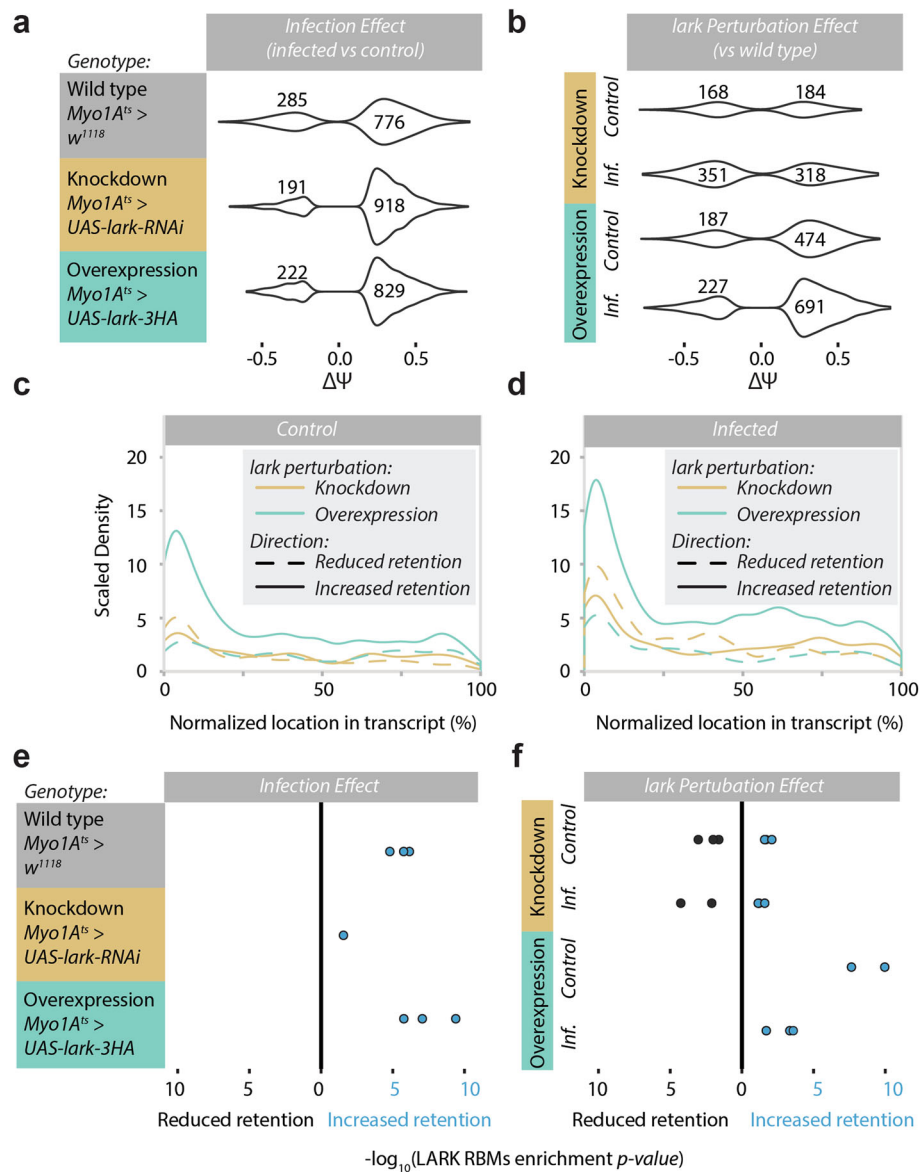 a
Infection Effect
(infected vs control)
Genotype:
Wild type
Myo1Aᵗˢ >
w¹¹¹⁸
285
776
Knockdown
Myo1Aᵗˢ >
UAS-lark-RNAi
191
918
Overexpression
Myo1Aᵗˢ >
UAS-lark-3HA
222
829
-0.5 0.0 0.5
ΔΨ
b
lark Perturbation Effect
(vs wild type)
Knockdown
Control
168 184
Inf.
351 318
Overexpression
Control
187
474
Inf.
227
691
-0.5 0.0 0.5
ΔΨ
c
Control
Scaled Density
20
15
10
5
0
lark perturbation:
Knockdown
Overexpression
Direction:
Reduced retention
Increased retention
0 50 100
Normalized location in transcript (%)
d
Infected
20
15
10
5
0
lark perturbation:
Knockdown
Overexpression
Direction:
Reduced retention
Increased retention
0 50 100
Normalized location in transcript (%)
e
Infection Effect
Genotype:
Wild type
Myo1Aᵗˢ >
w¹¹¹⁸
Knockdown
Myo1Aᵗˢ >
UAS-lark-RNAi
Overexpression
Myo1Aᵗˢ >
UAS-lark-3HA
10 5 0 5 10
Reduced retention Increased retention
f
lark Pertubation Effect
Knockdown
Control
Inf.
Overexpression
Control
Inf.
10 5 0 5 10
Reduced retention Increased retention
-log₁₀(LARK RBMs enrichment p-value)